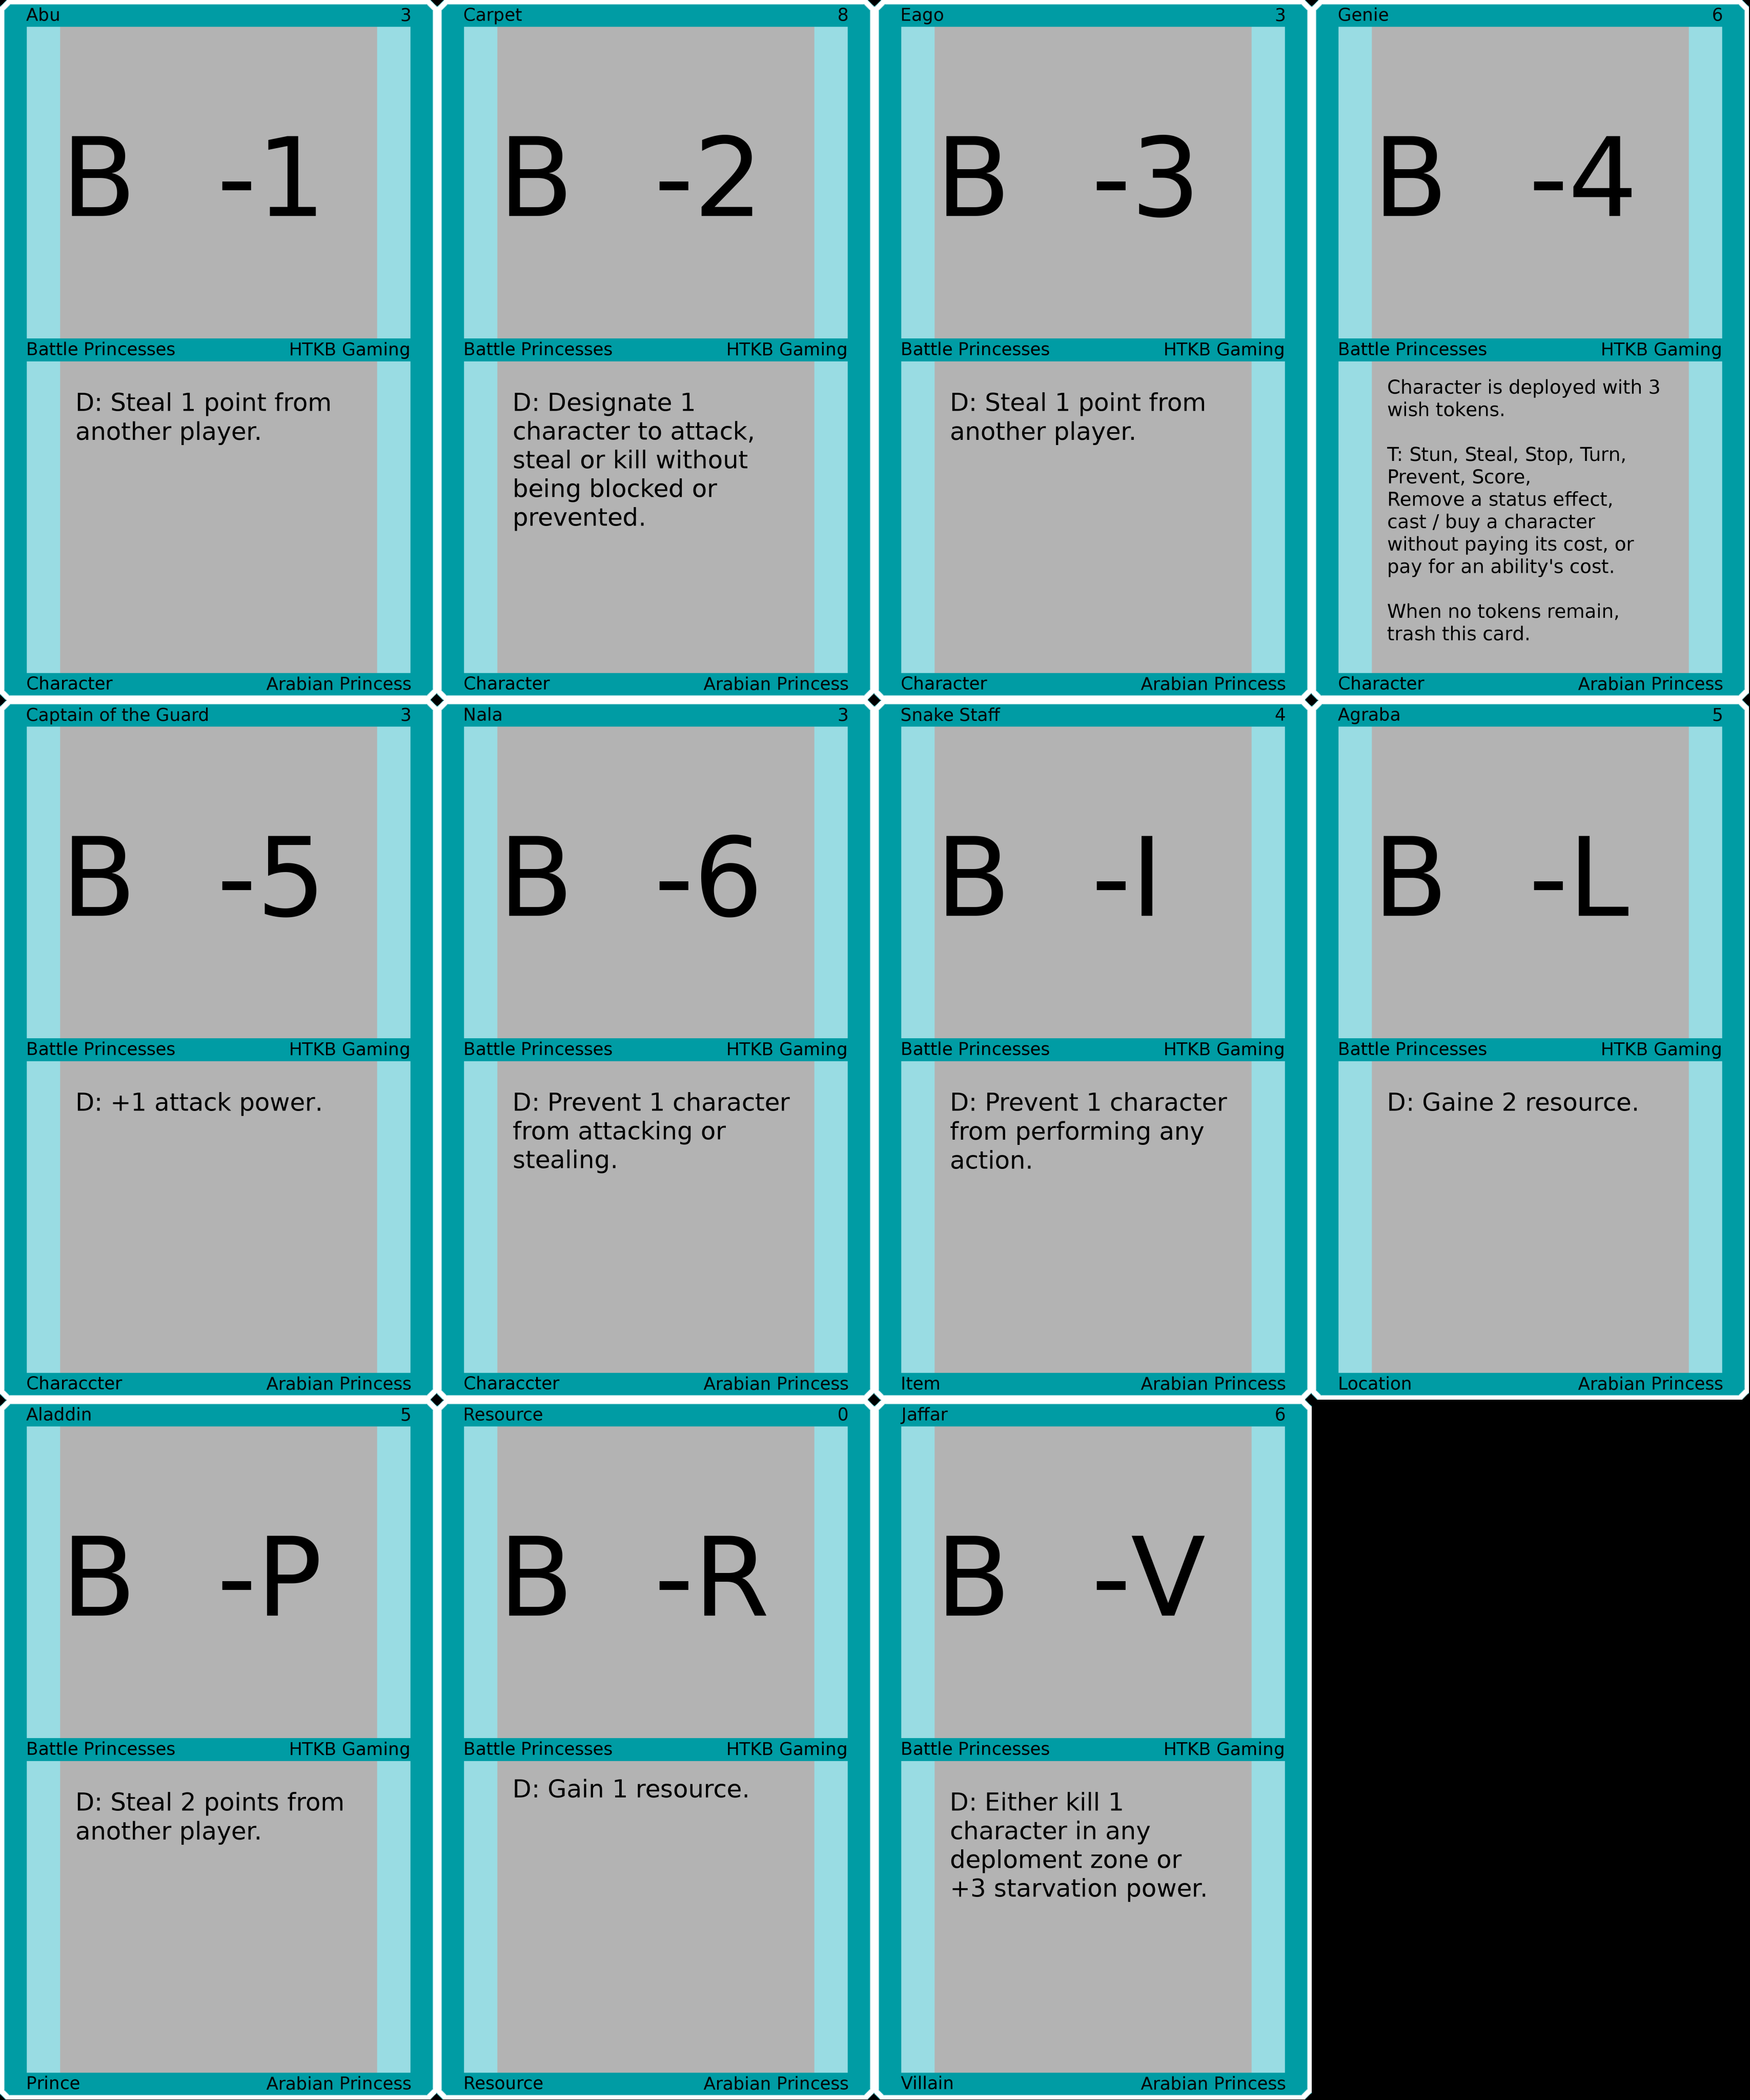 Abu 3
B -1
Battle Princesses HTKB Gaming
D: Steal 1 point from
another player.
Character Arabian Princess
Carpet 8
B -2
Battle Princesses HTKB Gaming
D: Designate 1
character to attack,
steal or kill without
being blocked or
prevented.
Character Arabian Princess
Eago 3
B -3
Battle Princesses HTKB Gaming
D: Steal 1 point from
another player.
Character Arabian Princess
Genie 6
B -4
Battle Princesses HTKB Gaming
Character is deployed with 3
wish tokens.
T: Stun, Steal, Stop, Turn,
Prevent, Score,
Remove a status effect,
cast / buy a character
without paying its cost, or
pay for an ability's cost.
When no tokens remain,
trash this card.
Character Arabian Princess
Captain of the Guard 3
B -5
Battle Princesses HTKB Gaming
D: +1 attack power.
Characcter Arabian Princess
Nala 3
B -6
Battle Princesses HTKB Gaming
D: Prevent 1 character
from attacking or
stealing.
Characcter Arabian Princess
Snake Staff 4
B -I
Battle Princesses HTKB Gaming
D: Prevent 1 character
from performing any
action.
Item Arabian Princess
Agraba 5
B -L
Battle Princesses HTKB Gaming
D: Gaine 2 resource.
Location Arabian Princess
Aladdin 5
B -P
Battle Princesses HTKB Gaming
D: Steal 2 points from
another player.
Prince Arabian Princess
Resource 0
B -R
Battle Princesses HTKB Gaming
D: Gain 1 resource.
Resource Arabian Princess
Jaffar 6
B -V
Battle Princesses HTKB Gaming
D: Either kill 1
character in any
deploment zone or
+3 starvation power.
Villain Arabian Princess